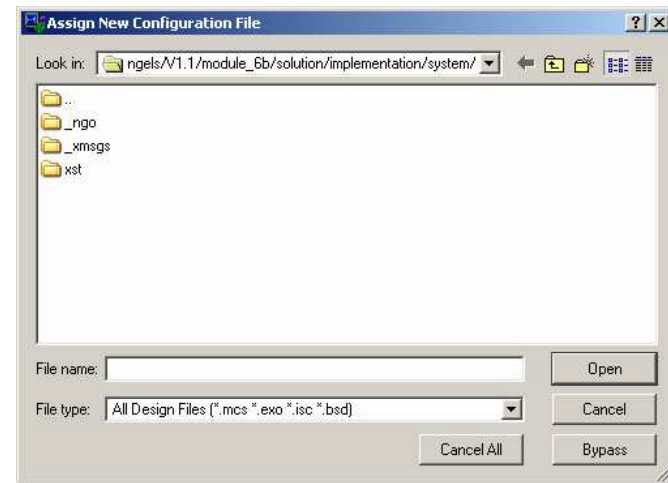 Assign New Configuration File
Look in: ngels/V1.1/module_6b/solution/implementation/system/
..
_ngo
_xmsgs
xst
File name: Open
File type: All Design Files (*.mcs *.exo *.isc *.bsd) Cancel
Cancel All Bypass